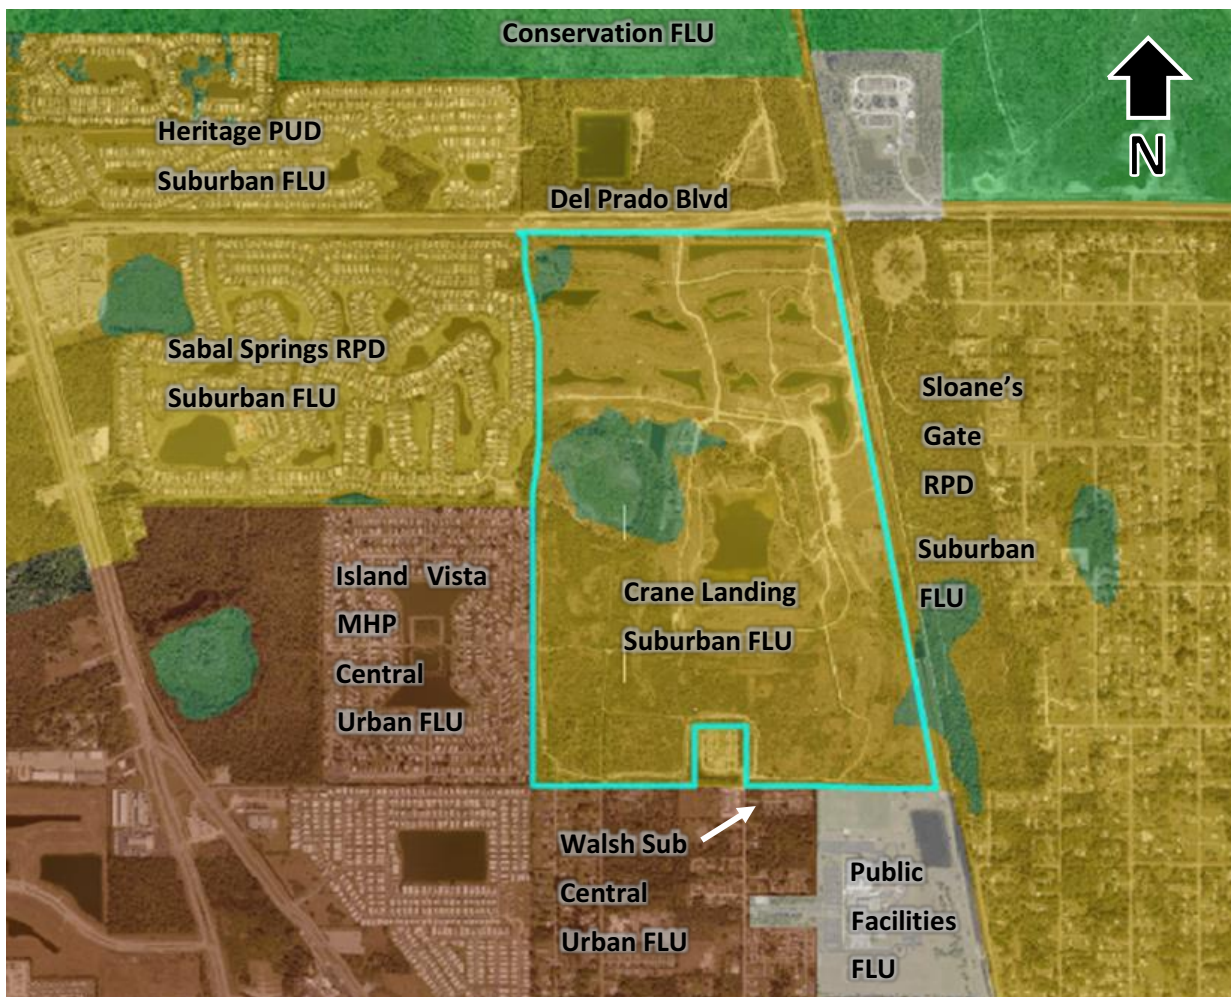 Conservation FLU
N
Heritage PUD
Suburban FLU
Del Prado Blvd
Sabal Springs RPD
Suburban FLU
Sloane's
Gate
RPD
Suburban
FLU
Island Vista
MHP
Central
Urban FLU
Crane Landing
Suburban FLU
Walsh Sub
Central
Urban FLU
Public
Facilities
FLU